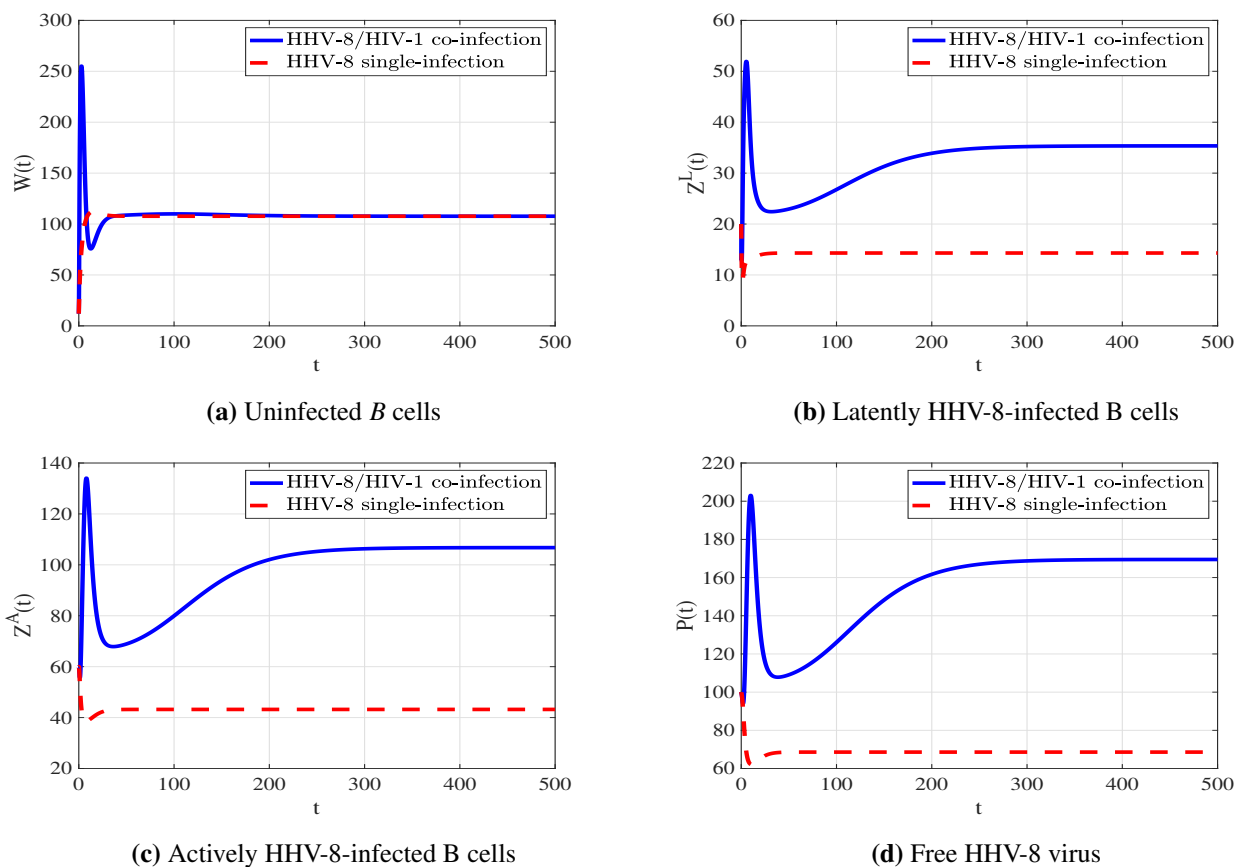 300
250
200
150
100
50
0
W(t)
HHV-8/HIV-1 co-infection
HHV-8 single-infection
0 100 200 300 400 500
t
(a) Uninfected B cells
60
50
40
30
20
10
0
Z^L(t)
HHV-8/HIV-1 co-infection
HHV-8 single-infection
0 100 200 300 400 500
t
(b) Latently HHV-8-infected B cells
140
120
100
80
60
40
20
Z^A(t)
HHV-8/HIV-1 co-infection
HHV-8 single-infection
0 100 200 300 400 500
t
(c) Actively HHV-8-infected B cells
220
200
180
160
140
120
100
80
60
P(t)
HHV-8/HIV-1 co-infection
HHV-8 single-infection
0 100 200 300 400 500
t
(d) Free HHV-8 virus